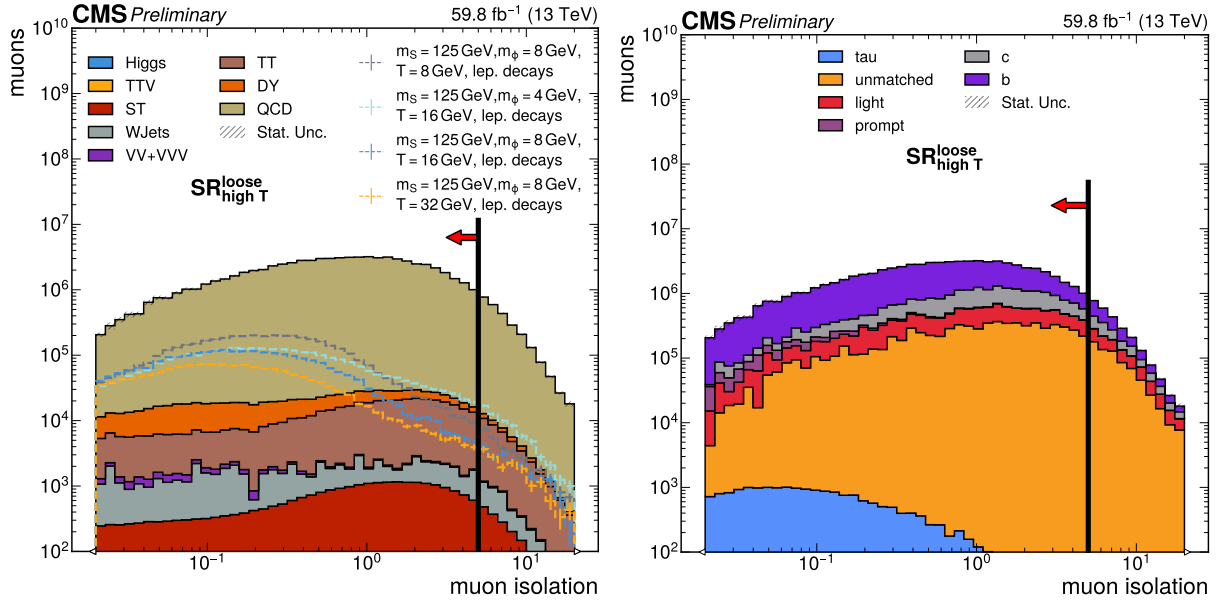 CMS Preliminary 59.8 fb⁻¹ (13 TeV)
muons
10¹⁰
10⁹
10⁸
10⁷
10⁶
10⁵
10⁴
10³
10²
Higgs
TTV
ST
WJets
VV+VVV
TT
DY
QCD
Stat. Unc.
m_S = 125 GeV, m_ϕ = 8 GeV,
T = 8 GeV, lep. decays
m_S = 125 GeV, m_ϕ = 4 GeV,
T = 16 GeV, lep. decays
m_S = 125 GeV, m_ϕ = 8 GeV,
T = 16 GeV, lep. decays
m_S = 125 GeV, m_ϕ = 8 GeV,
T = 32 GeV, lep. decays
SR^loose_high T
10⁻¹ 10⁰ 10¹
muon isolation
CMS Preliminary 59.8 fb⁻¹ (13 TeV)
muons
10¹⁰
10⁹
10⁸
10⁷
10⁶
10⁵
10⁴
10³
10²
tau
unmatched
light
prompt
c
b
Stat. Unc.
SR^loose_high T
10⁻¹ 10⁰ 10¹
muon isolation